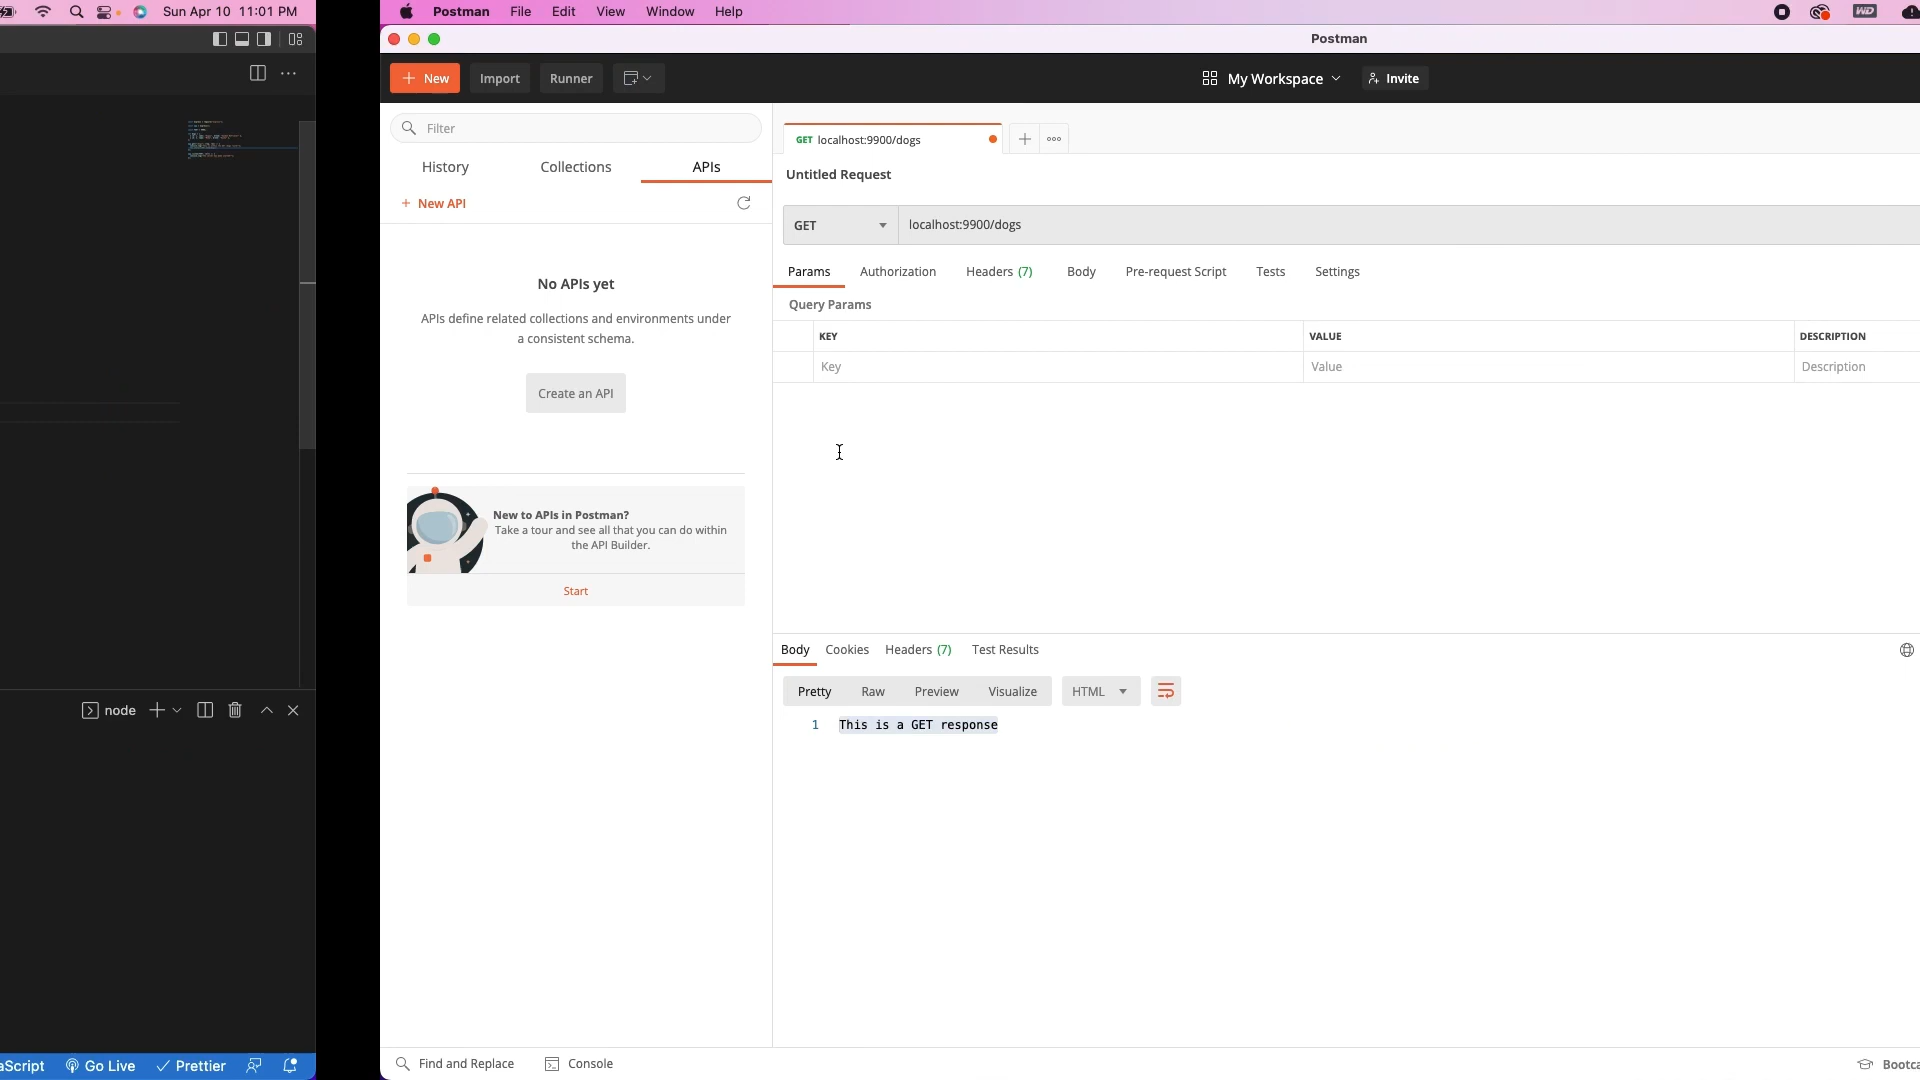 Sun Apr 10 11:01 PM
node
aScript
Go Live
Prettier
Postman
File
Edit
View
Window
Help
WD
Postman
New
Import
Runner
My Workspace
Invite
Filter
History
Collections
APIs
+ New API
No APIs yet
APIs define related collections and environments under
a consistent schema.
Create an API
New to APIs in Postman?
Take a tour and see all that you can do within
the API Builder.
Start
GET localhost:9900/dogs
Untitled Request
GET
localhost:9900/dogs
Params
Authorization
Headers (7)
Body
Pre-request Script
Tests
Settings
Query Params
KEY
VALUE
DESCRIPTION
Key
Value
Description
Body
Cookies
Headers (7)
Test Results
Pretty
Raw
Preview
Visualize
HTML
1 This is a GET response
Find and Replace
Console
Bootca